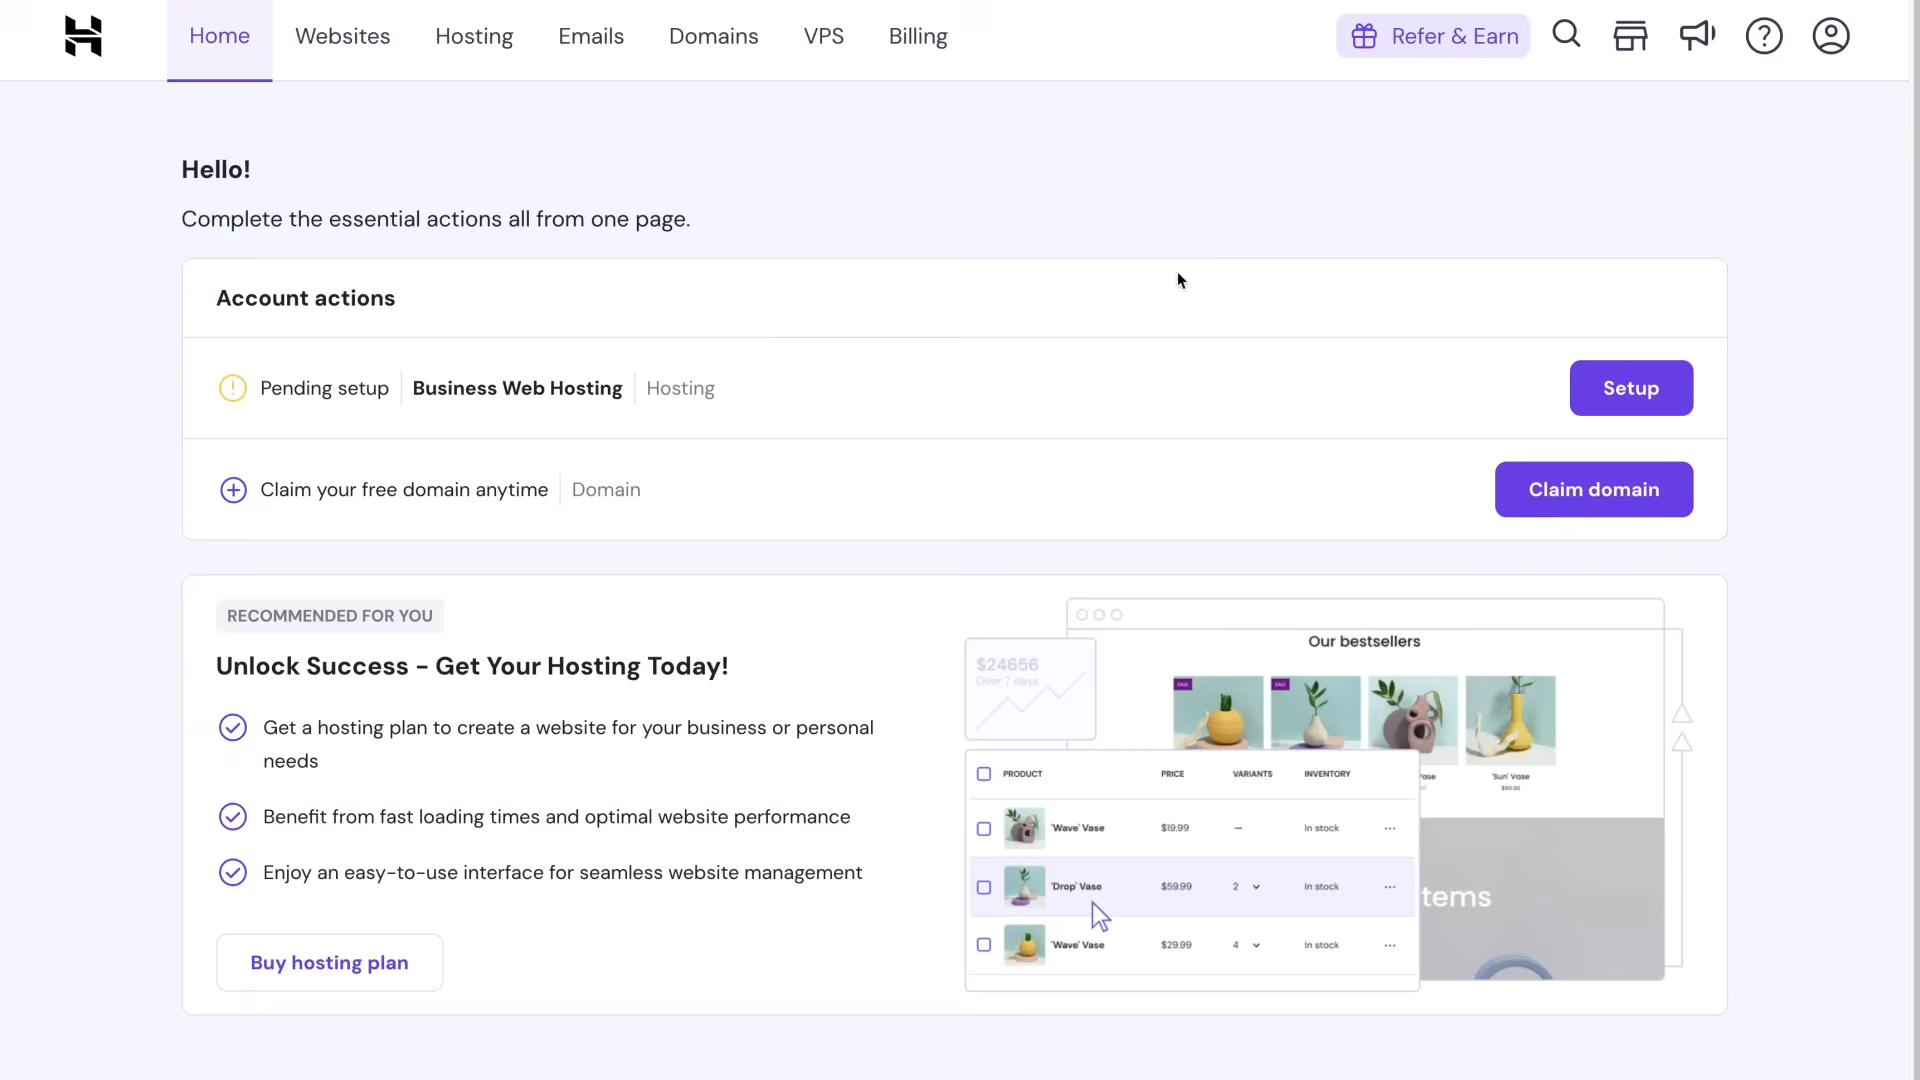 Home Websites Hosting Emails Domains VPS Billing Refer & Earn
Hello!
Complete the essential actions all from one page.
Account actions
Pending setup Business Web Hosting Hosting Setup
Claim your free domain anytime Domain Claim domain
RECOMMENDED FOR YOU
Unlock Success - Get Your Hosting Today!
Get a hosting plan to create a website for your business or personal
needs
Benefit from fast loading times and optimal website performance
Enjoy an easy-to-use interface for seamless website management
Buy hosting plan
Our bestsellers
$24656
Over 7 days
SALE SALE
'Sun' Vase
PRODUCT PRICE VARIANTS INVENTORY
'Wave' Vase $19.99 – In stock
'Drop' Vase $59.99 2 In stock
tems
'Wave' Vase $29.99 4 In stock